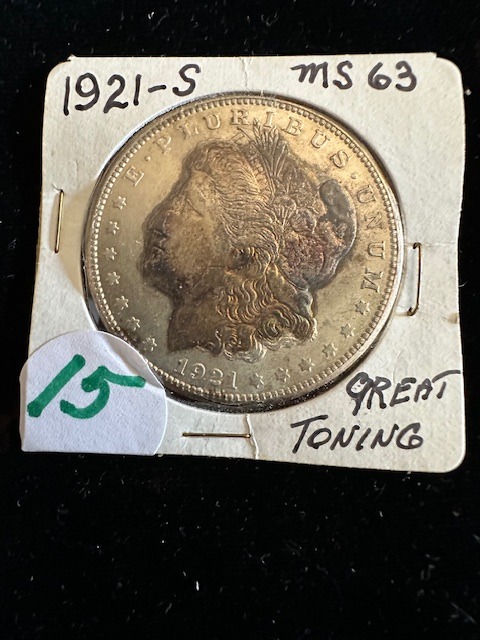 1921-S
MS 63
E · PLURIBUS · UNUM
1921
15
GREAT
TONING